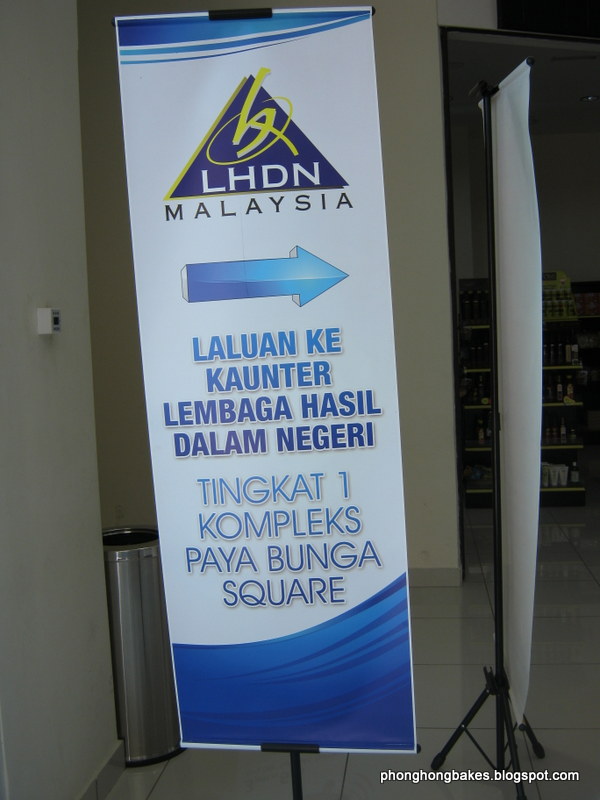 LHDN
MALAYSIA
LALUAN KE
KAUNTER
LEMBAGA HASIL
DALAM NEGERI
TINGKAT 1
KOMPLEKS
PAYA BUNGA
SQUARE
phonghongbakes.blogspot.com